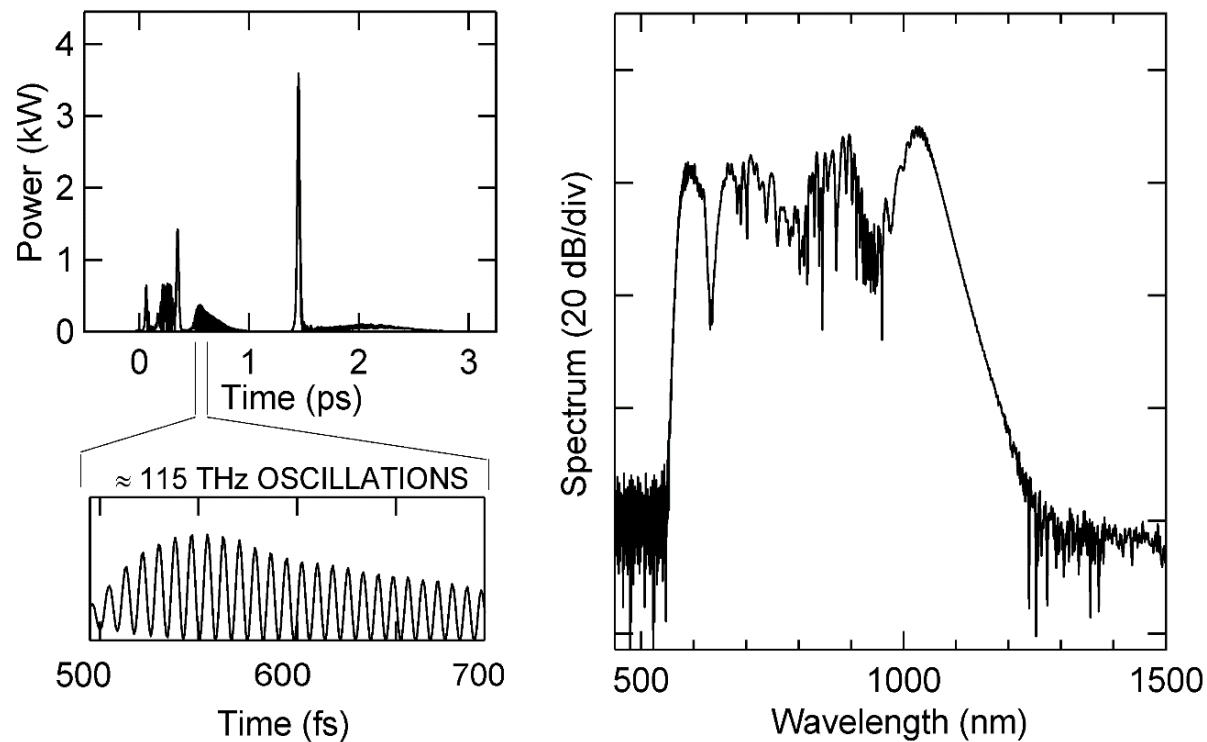 Power (kW)
4
3
2
1
0
0 1 2 3
Time (ps)
≈ 115 THz OSCILLATIONS
500 600 700
Time (fs)
Spectrum (20 dB/div)
500 1000 1500
Wavelength (nm)